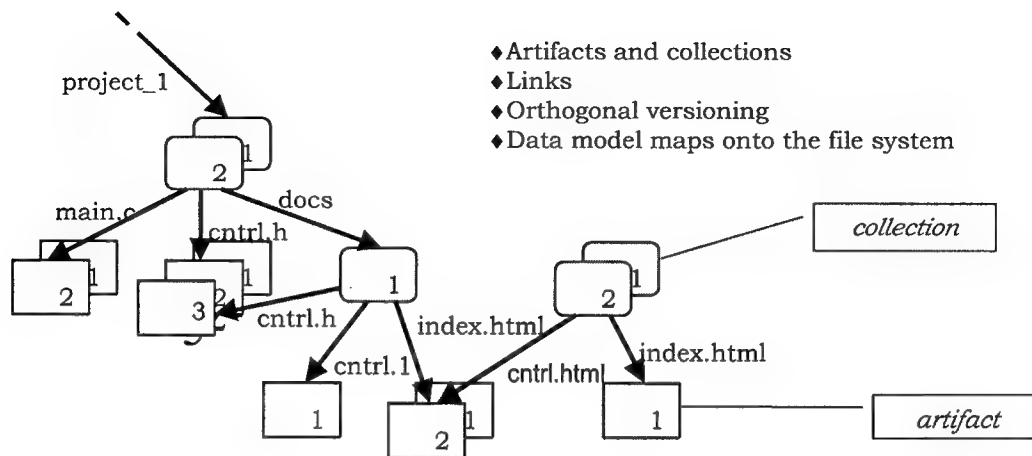 ♦Artifacts and collections
♦Links
♦Orthogonal versioning
♦Data model maps onto the file system
project_1
1
2
docs
main.c
cntrl.h
collection
1
2
1
2
3
1
1
2
cntrl.h
index.html
index.html
cntrl.1
cntrl.html
1
1
2
1
artifact